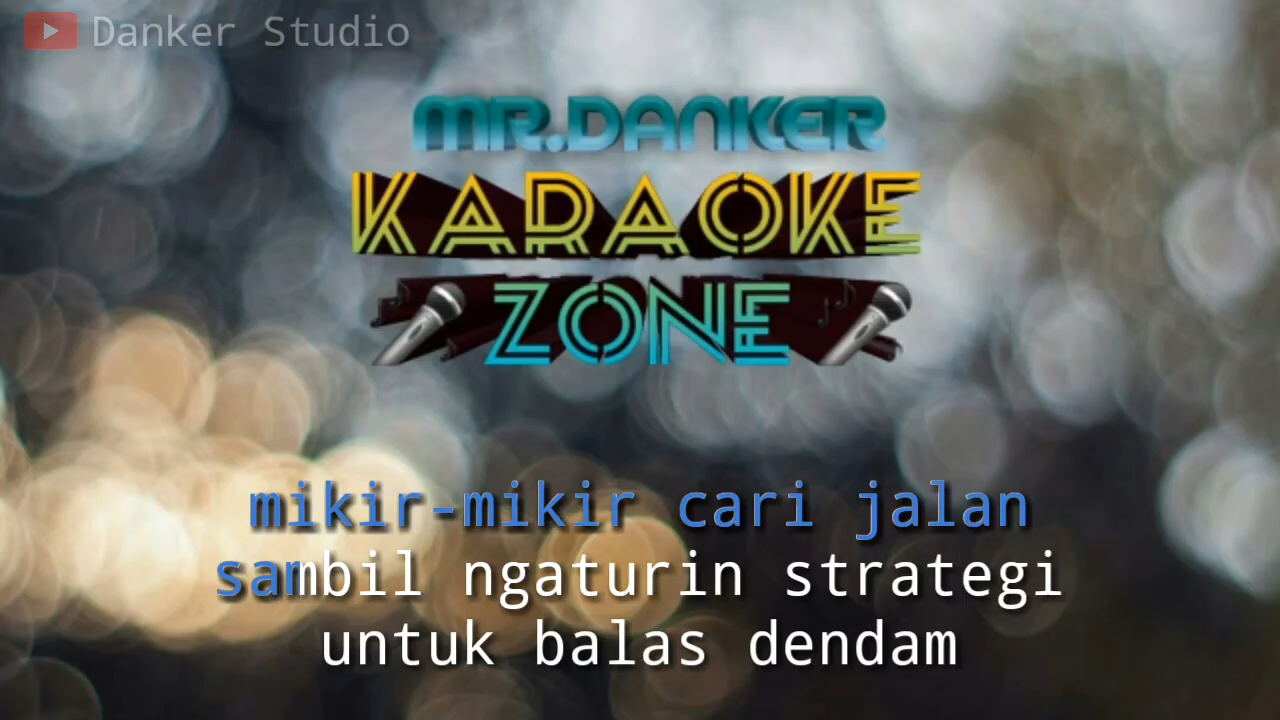 Danker Studio
MR.DANKER
KARAOKE
ZONE
mikir-mikir cari jalan
sambil ngaturin strategi
untuk balas dendam